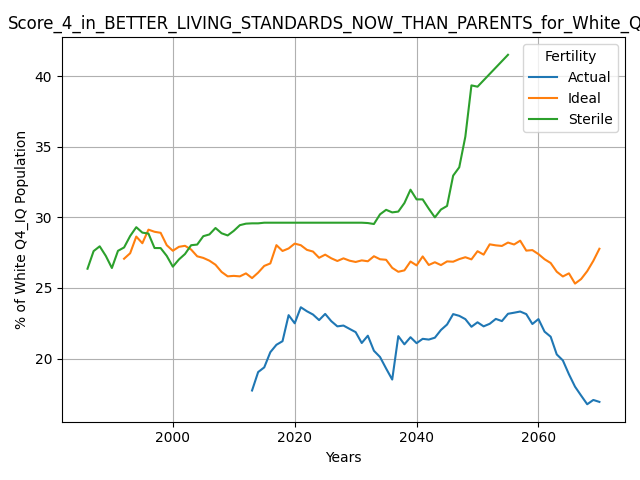 Score_4_in_BETTER_LIVING_STANDARDS_NOW_THAN_PARENTS_for_White_Q
Fertility
Actual
Ideal
Sterile
% of White Q4_IQ Population
40
35
30
25
20
2000
2020
2040
2060
Years